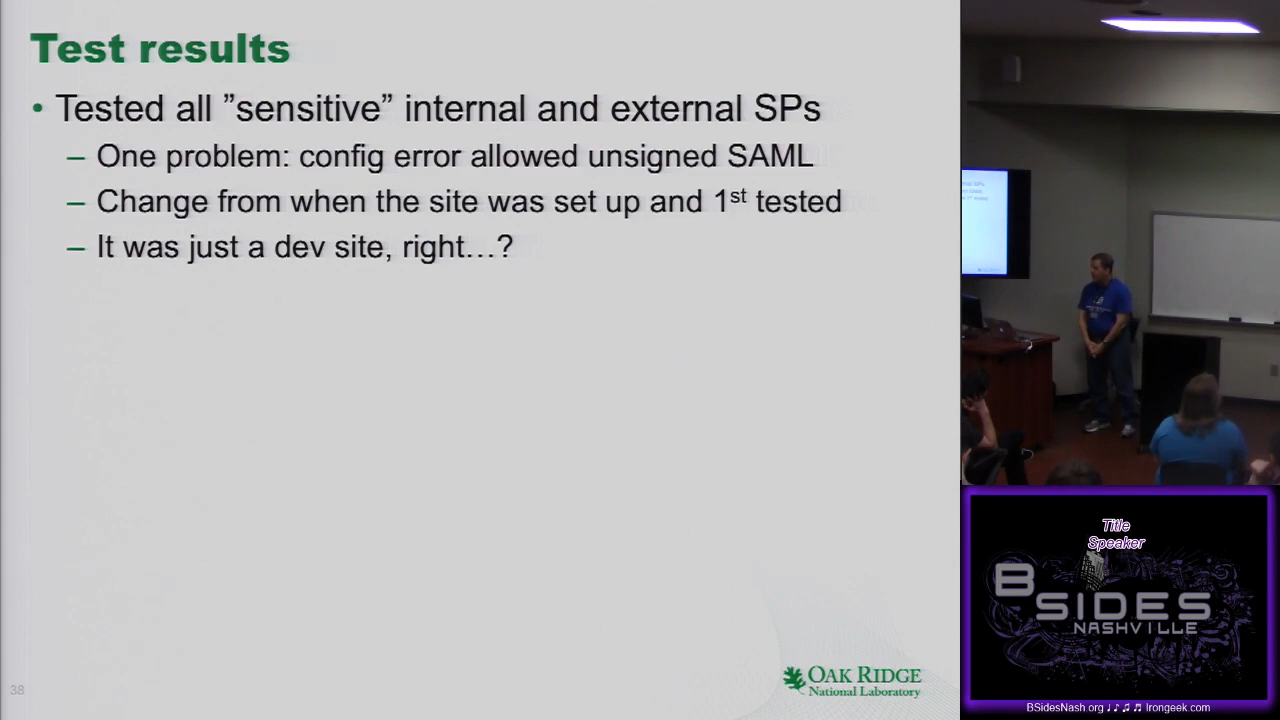 Test results
• Tested all ”sensitive” internal and external SPs
– One problem: config error allowed unsigned SAML
– Change from when the site was set up and 1st tested
– It was just a dev site, right…?
38
OAK RIDGE
National Laboratory
Title
Speaker
BSIDES
NASHVILLE
BSidesNash.org ♩ ♪ ♫ ♬ Irongeek.com